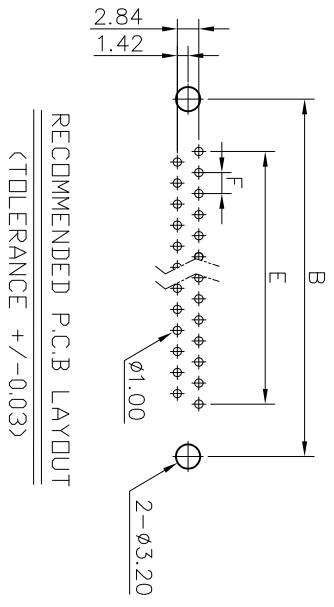 B
E
F
2.84
1.42
ø1.00
2-ø3.20
RECOMMENDED P.C.B LAYOUT
(TOLERANCE +/-0.03)